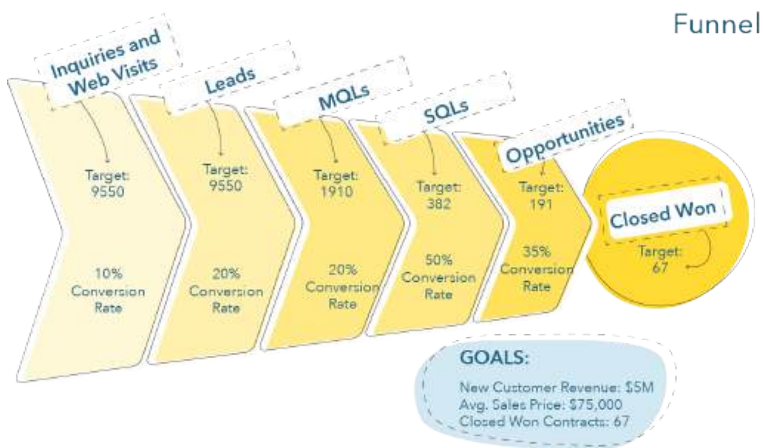 Funnel
Inquiries and
Web Visits
Target:
9550
10%
Conversion
Rate
Leads
Target:
9550
20%
Conversion
Rate
MQLs
Target:
1910
20%
Conversion
Rate
SQLs
Target:
382
50%
Conversion
Rate
Opportunities
Target:
191
35%
Conversion
Rate
Closed Won
Target:
67
GOALS:
New Customer Revenue: $5M
Avg. Sales Price: $75,000
Closed Won Contracts: 67